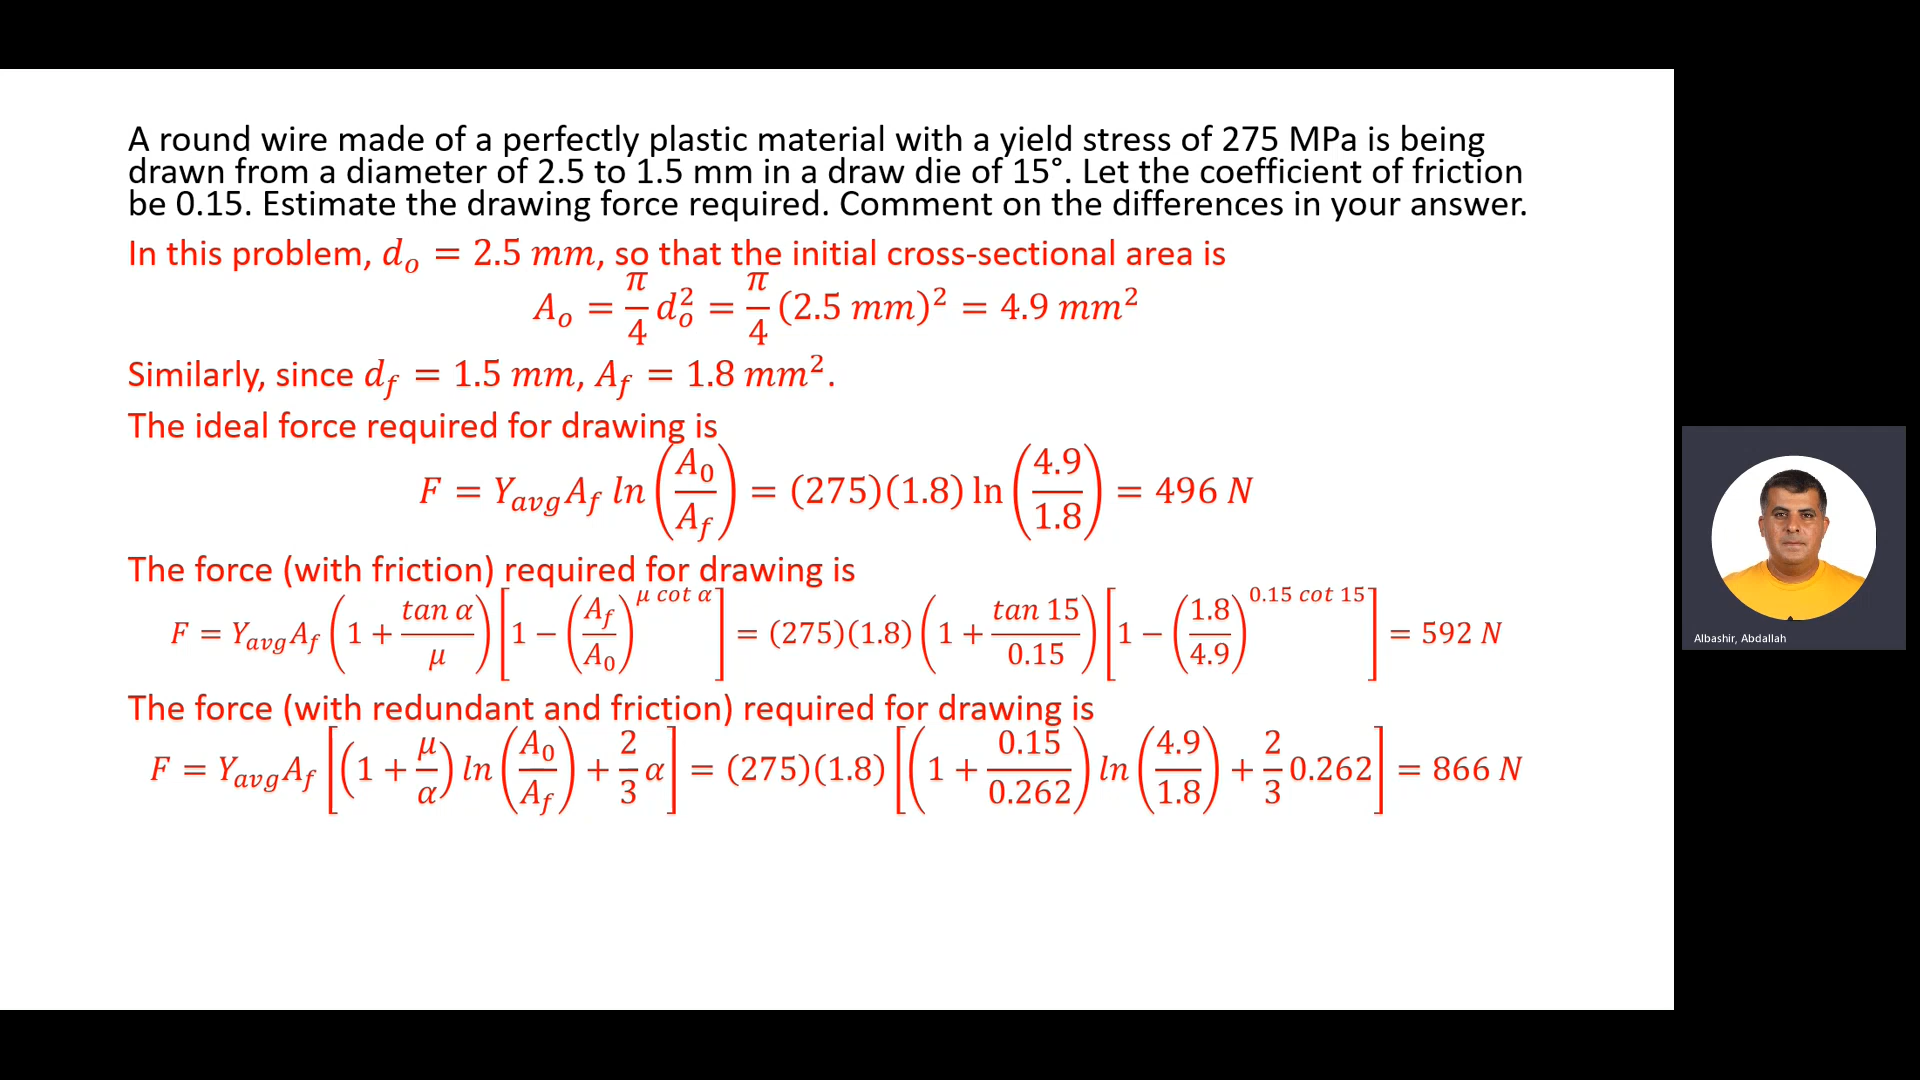 A round wire made of a perfectly plastic material with a yield stress of 275 MPa is being
drawn from a diameter of 2.5 to 1.5 mm in a draw die of 15°. Let the coefficient of friction
be 0.15. Estimate the drawing force required. Comment on the differences in your answer.
In this problem, d_o = 2.5 mm, so that the initial cross-sectional area is
A_o = π/4 d_o^2 = π/4 (2.5 mm)^2 = 4.9 mm^2
Similarly, since d_f = 1.5 mm, A_f = 1.8 mm^2.
The ideal force required for drawing is
F = Y_avg A_f ln(A_0/A_f) = (275)(1.8) ln(4.9/1.8) = 496 N
The force (with friction) required for drawing is
F = Y_avg A_f (1 + tan α/μ) [1 − (A_f/A_0)^(μ cot α)] = (275)(1.8) (1 + tan 15/0.15) [1 − (1.8/4.9)^(0.15 cot 15)] = 592 N
The force (with redundant and friction) required for drawing is
F = Y_avg A_f [(1 + μ/α) ln(A_0/A_f) + 2/3 α] = (275)(1.8) [(1 + 0.15/0.262) ln(4.9/1.8) + 2/3 0.262] = 866 N
Albashir, Abdallah